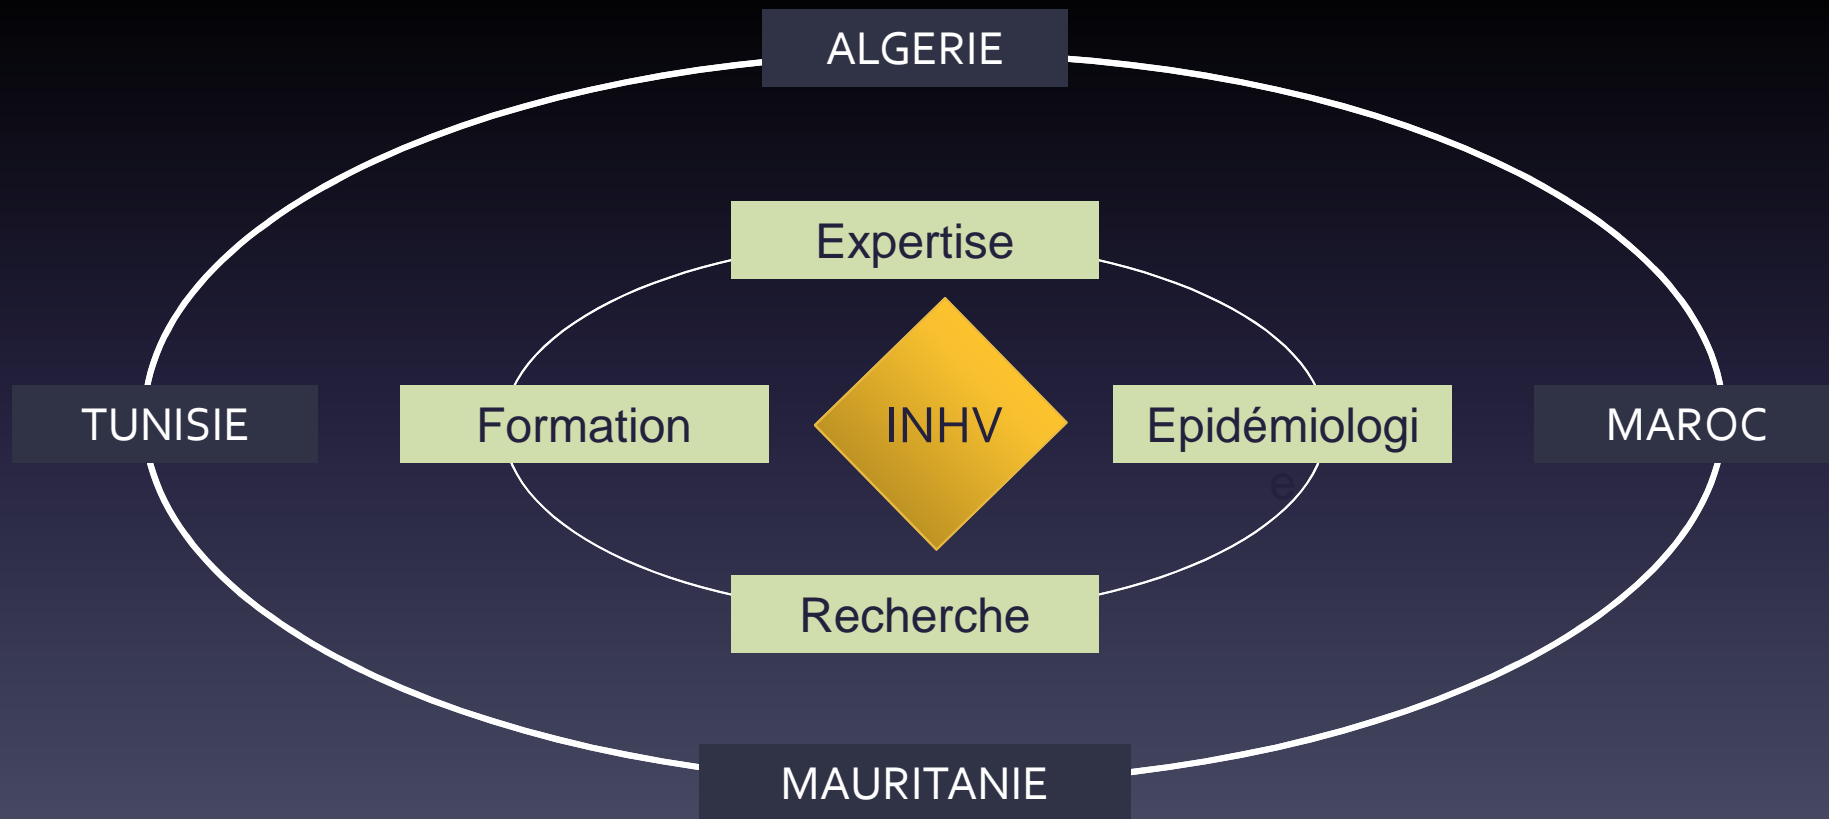 ALGERIE
Expertise
TUNISIE
Formation
INHV
Epidémiologi
e
MAROC
Recherche
MAURITANIE